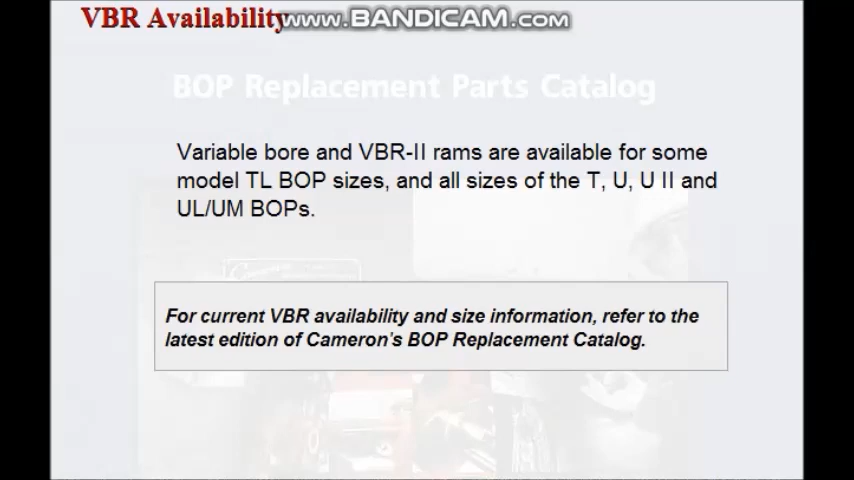 VBR Availability
www.BANDICAM.com
BOP Replacement Parts Catalog
Variable bore and VBR-II rams are available for some
model TL BOP sizes, and all sizes of the T, U, U II and
UL/UM BOPs.
For current VBR availability and size information, refer to the
latest edition of Cameron's BOP Replacement Catalog.